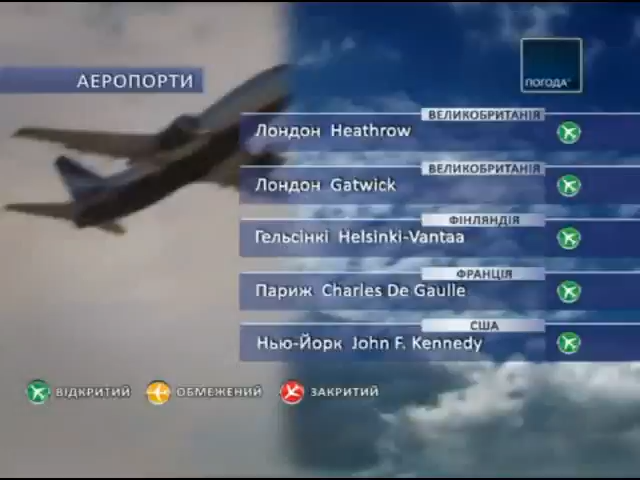 АЕРОПОРТИ
ПОГОДА
ВЕЛИКОБРИТАНІЯ
Лондон Heathrow
ВЕЛИКОБРИТАНІЯ
Лондон Gatwick
ФІНЛЯНДІЯ
Гельсінкі Helsinki-Vantaa
ФРАНЦІЯ
Париж Charles De Gaulle
США
Нью-Йорк John F. Kennedy
ВІДКРИТИЙ ОБМЕЖЕНИЙ ЗАКРИТИЙ